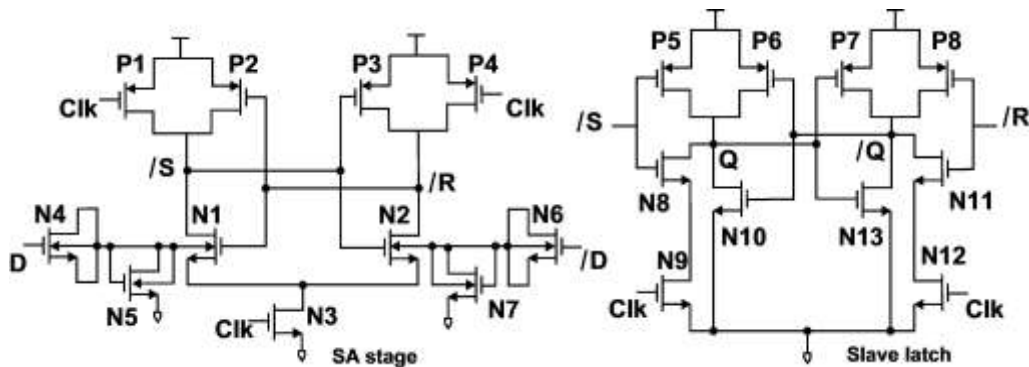 P1 P2 P3 P4 P5 P6 P7 P8
Clk Clk
/S /R
/S /R
Q /Q
N4 N1 N2 N6 N8 N11
D /D
N10 N13
N5 N7 N9 N12
Clk N3 Clk Clk
SA stage Slave latch